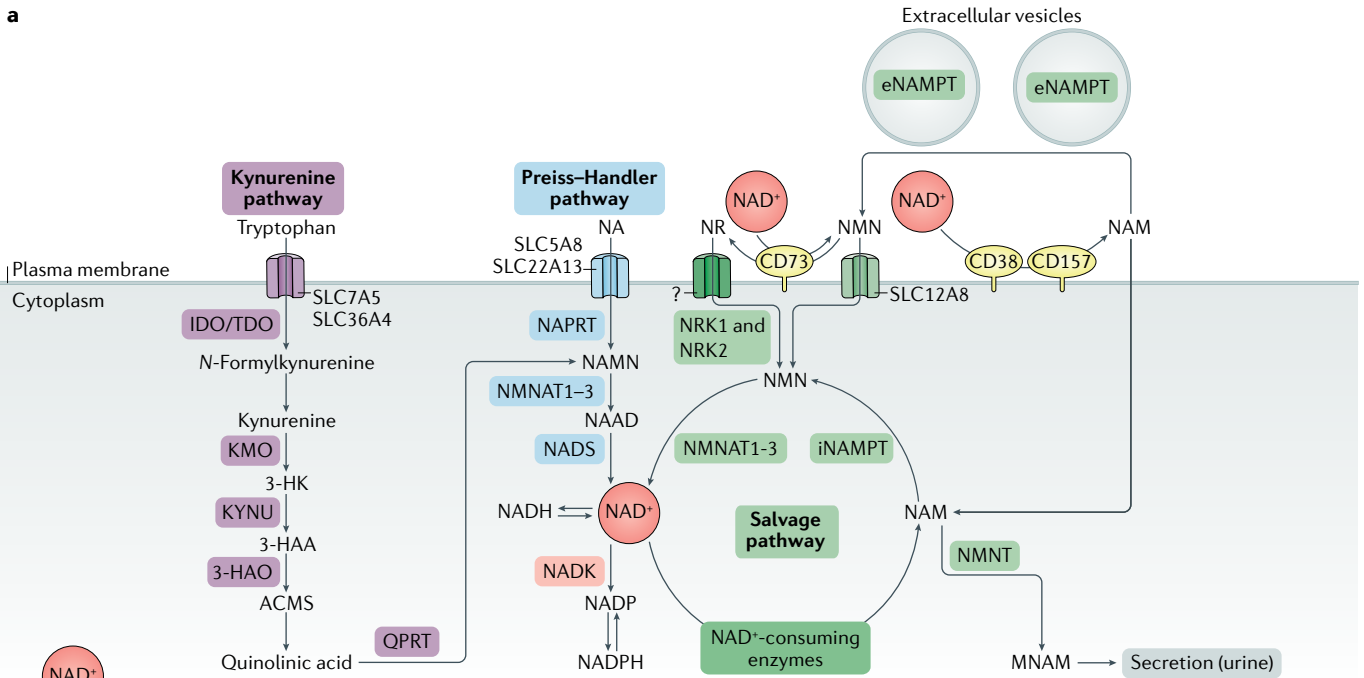 a
Extracellular vesicles
eNAMPT
eNAMPT
Kynurenine
pathway
Tryptophan
Preiss–Handler
pathway
NA
SLC5A8
SLC22A13
NR
NAD⁺
NMN
NAD⁺
NAM
CD73
CD38
CD157
Plasma membrane
Cytoplasm
SLC7A5
SLC36A4
?
SLC12A8
IDO/TDO
NAPRT
NRK1 and
NRK2
N-Formylkynurenine
NAMN
NMN
NMNAT1–3
Kynurenine
NAAD
KMO
NADS
NMNAT1-3
iNAMPT
3-HK
KYNU
NADH
NAD⁺
Salvage
pathway
NAM
3-HAA
NMNT
3-HAO
NADK
ACMS
NADP
QPRT
NAD⁺-consuming
enzymes
Quinolinic acid
NADPH
MNAM
Secretion (urine)
NAD⁺